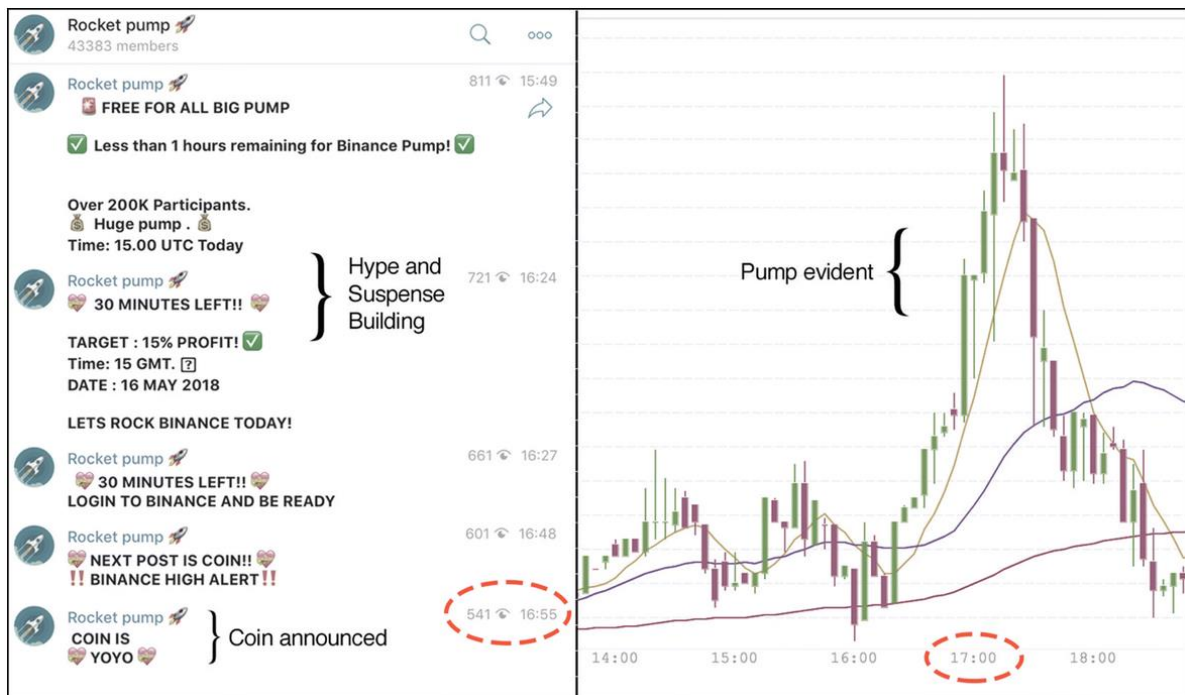 Rocket pump 🚀
43383 members
Rocket pump 🚀 811 15:49
🚨 FREE FOR ALL BIG PUMP
✅ Less than 1 hours remaining for Binance Pump! ✅
Over 200K Participants.
💰 Huge pump . 💰
Time: 15.00 UTC Today
Rocket pump 🚀 721 16:24
💝 30 MINUTES LEFT!! 💝
TARGET : 15% PROFIT! ✅
Time: 15 GMT. ?
DATE : 16 MAY 2018
LETS ROCK BINANCE TODAY!
Hype and
Suspense
Building
Rocket pump 🚀 661 16:27
💝 30 MINUTES LEFT!! 💝
LOGIN TO BINANCE AND BE READY
Rocket pump 🚀 601 16:48
💝 NEXT POST IS COIN!! 💝
‼️ BINANCE HIGH ALERT ‼️
Rocket pump 🚀 541 16:55
COIN IS
💝 YOYO 💝
Coin announced
Pump evident
14:00 15:00 16:00 17:00 18:00